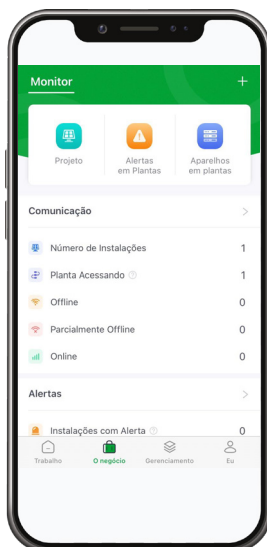 Monitor
Projeto
Alertas
em Plantas
Aparelhos
em plantas
Comunicação
Número de Instalações 1
Planta Acessando 1
Offline 0
Parcialmente Offline 0
Online 0
Alertas
Instalações com Alerta 0
Trabalho O negócio Gerenciamento Eu